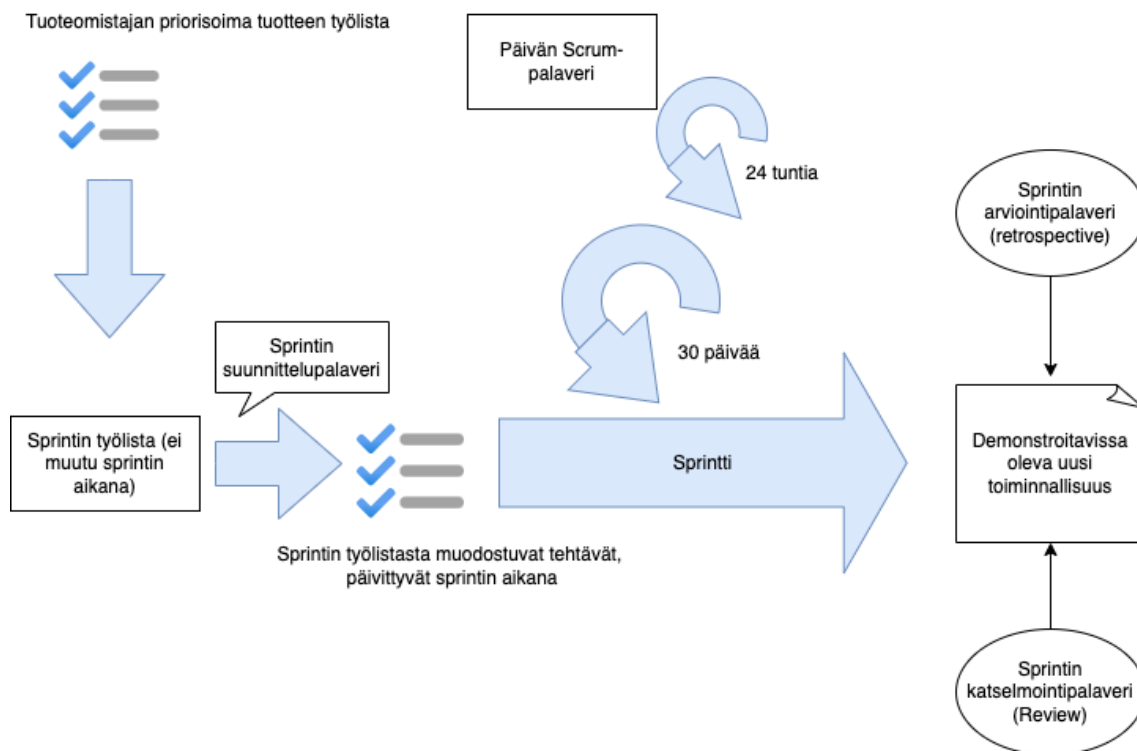 Tuoteomistajan priorisoima tuotteen työlista
Päivän Scrum-
palaveri
24 tuntia
Sprintin
arviointipalaveri
(retrospective)
30 päivää
Sprintin
suunnittelupalaveri
Sprintin työlista (ei
muutu sprintin
aikana)
Sprintti
Demonstroitavissa
oleva uusi
toiminnallisuus
Sprintin työlistasta muodostuvat tehtävät,
päivittyvät sprintin aikana
Sprintin
katselmointipalaveri
(Review)